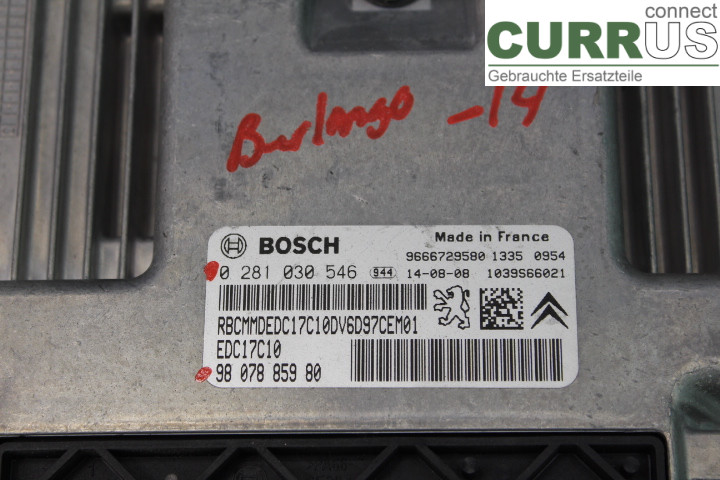 connect
CURRUS
Gebrauchte Ersatzteile
Berlango -14
BOSCH
Made in France
9666729580 1335 0954
0 281 030 546 944 14-08-08 1039S66021
RBCMMDEDC17C10DV6D97CEM01
EDC17C10
98 078 859 80